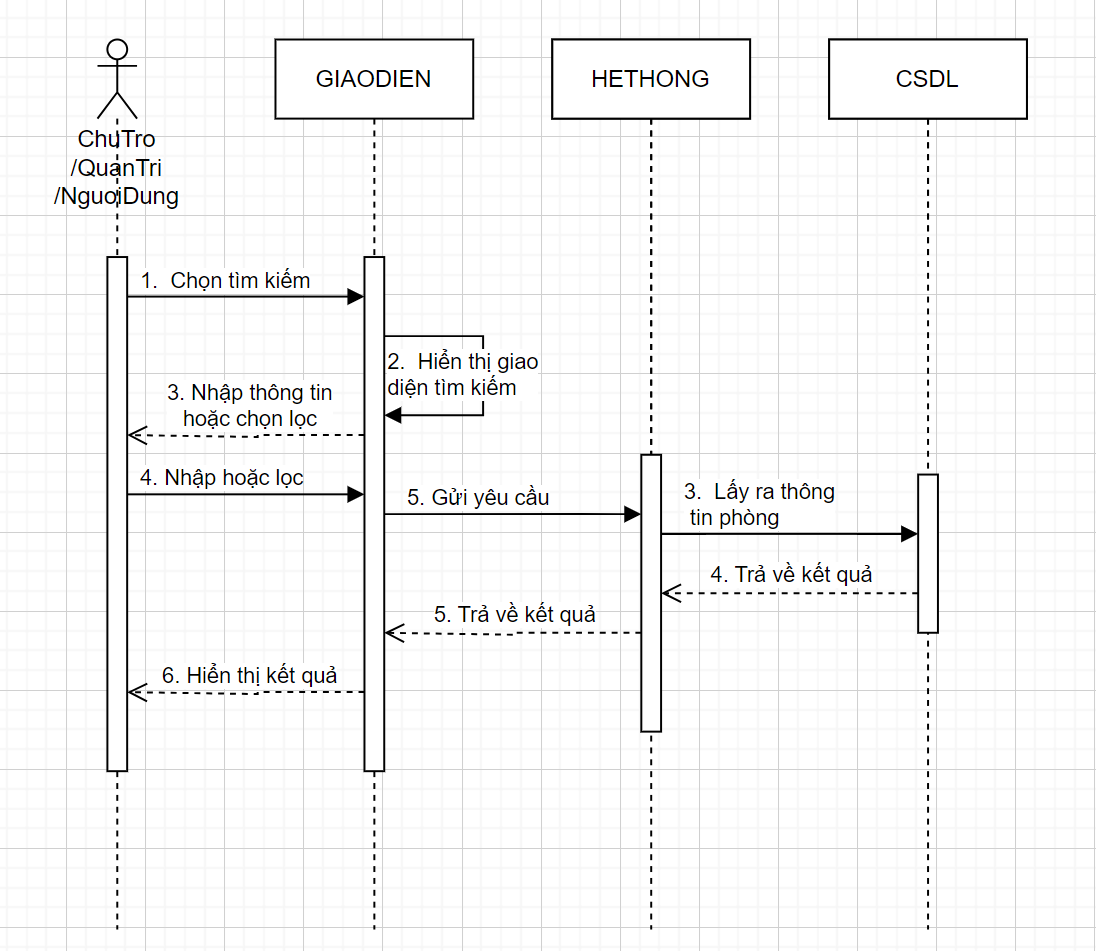 GIAODIEN
HETHONG
CSDL
ChuTro
/QuanTri
/NguoiDung
1. Chọn tìm kiếm
2. Hiển thị giao
diện tìm kiếm
3. Nhập thông tin
hoặc chọn lọc
4. Nhập hoặc lọc
5. Gửi yêu cầu
3. Lấy ra thông
tin phòng
4. Trả về kết quả
5. Trả về kết quả
6. Hiển thị kết quả